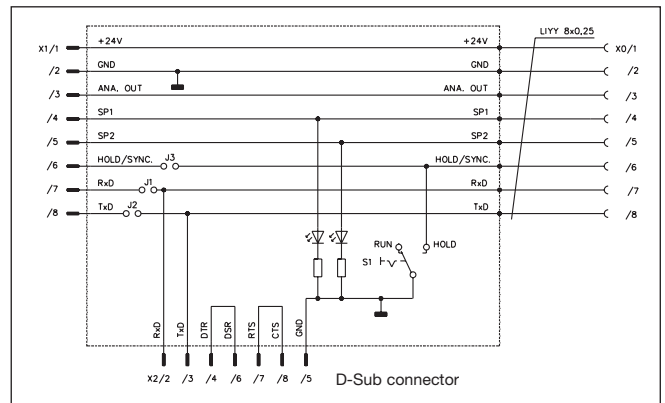 LIYY 8x0,25
X1/1 +24V +24V X0/1
/2 GND GND /2
/3 ANA. OUT ANA. OUT /3
/4 SP1 SP1 /4
/5 SP2 SP2 /5
/6 HOLD/SYNC. J3 HOLD/SYNC. /6
/7 RxD J1 RxD /7
/8 TxD J2 TxD /8
RUN HOLD
S1
RxD TxD DTR DSR RTS CTS GND
X2/2 /3 /4 /6 /7 /8 /5 D-Sub connector